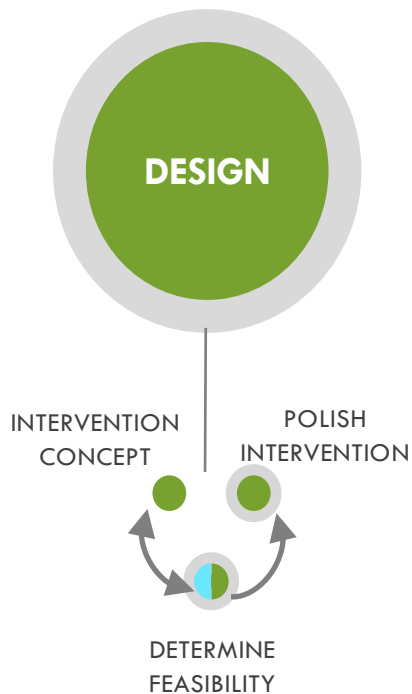 DESIGN
INTERVENTION
CONCEPT
POLISH
INTERVENTION
DETERMINE
FEASIBILITY